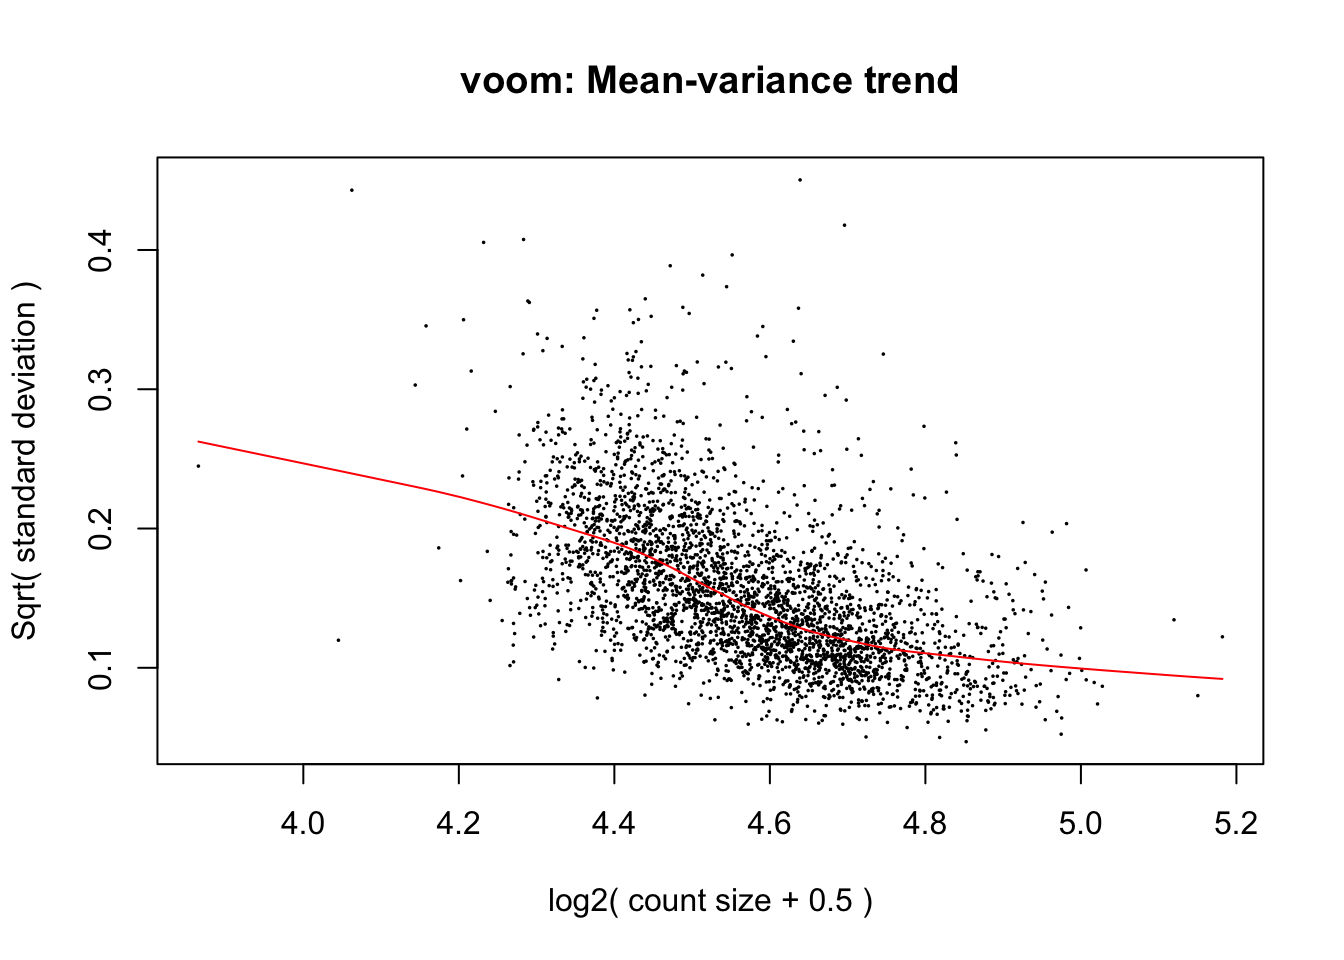 voom: Mean-variance trend
Sqrt( standard deviation )
0.4
0.3
0.2
0.1
4.0 4.2 4.4 4.6 4.8 5.0 5.2
log2( count size + 0.5 )